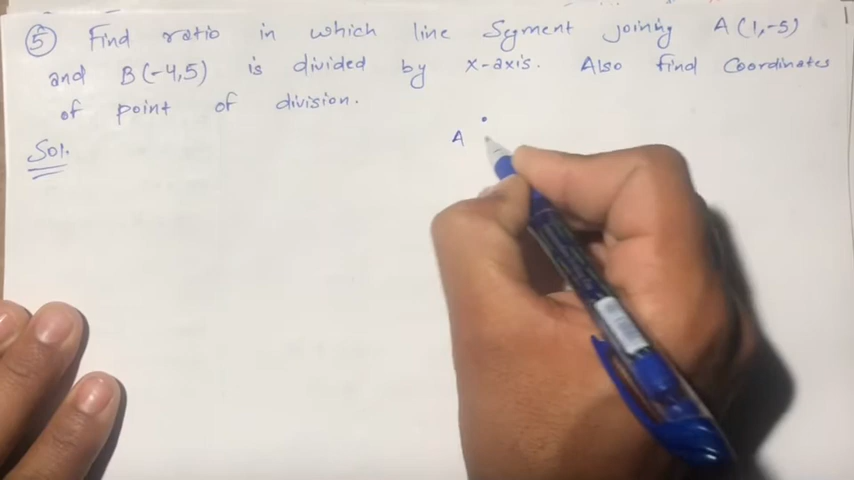 ⑤ Find ratio in which line Segment joining A(1,-5)
and B(-4,5) is divided by x-axis. Also find Coordinates
of point of division.
Sol.
A